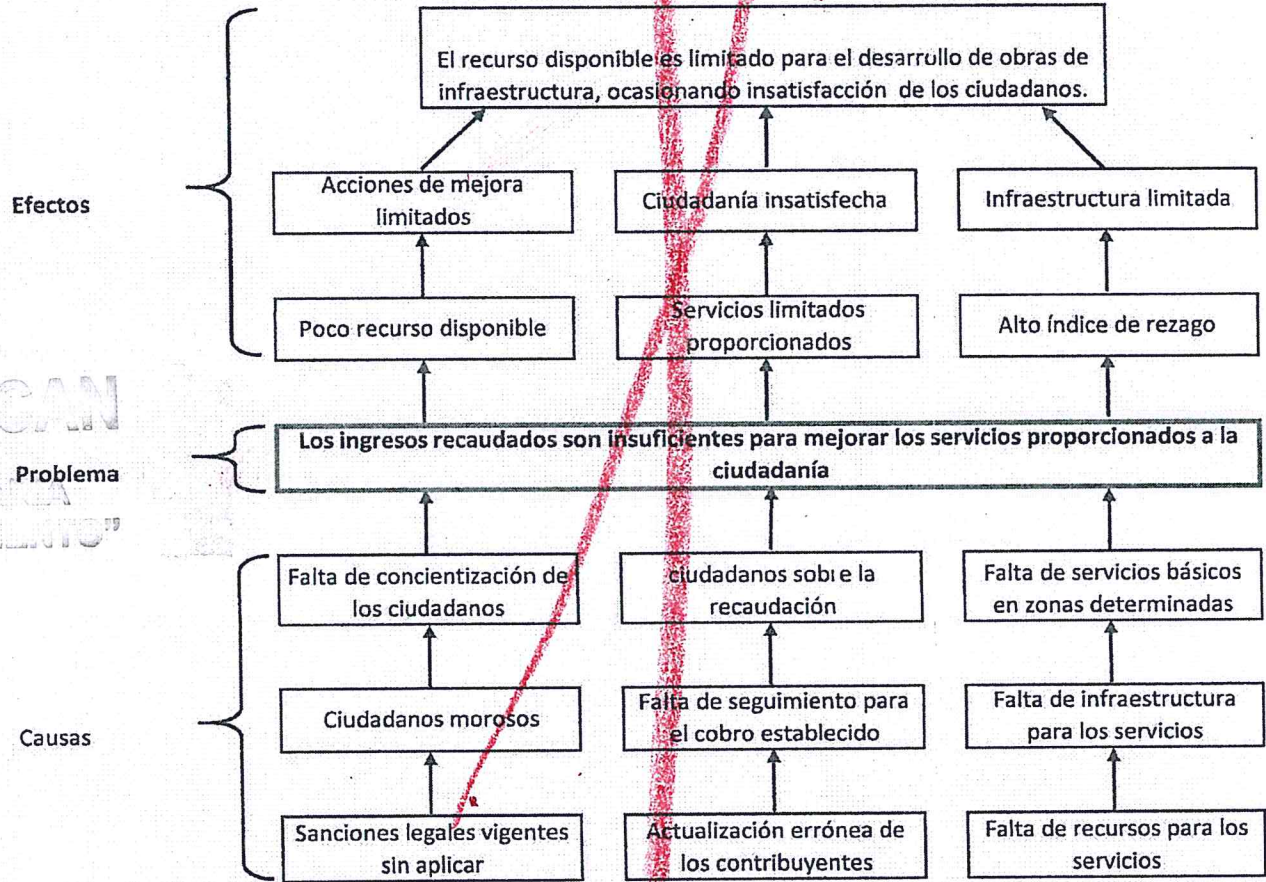 El recurso disponible es limitado para el desarrollo de obras de
infraestructura, ocasionando insatisfacción de los ciudadanos.
Efectos
Acciones de mejora
limitados
Ciudadanía insatisfecha
Infraestructura limitada
Poco recurso disponible
Servicios limitados
proporcionados
Alto índice de rezago
Problema
Los ingresos recaudados son insuficientes para mejorar los servicios proporcionados a la
ciudadanía
Causas
Falta de concientización de
los ciudadanos
ciudadanos sobre la
recaudación
Falta de servicios básicos
en zonas determinadas
Ciudadanos morosos
Falta de seguimiento para
el cobro establecido
Falta de infraestructura
para los servicios
Sanciones legales vigentes
sin aplicar
Actualización errónea de
los contribuyentes
Falta de recursos para los
servicios